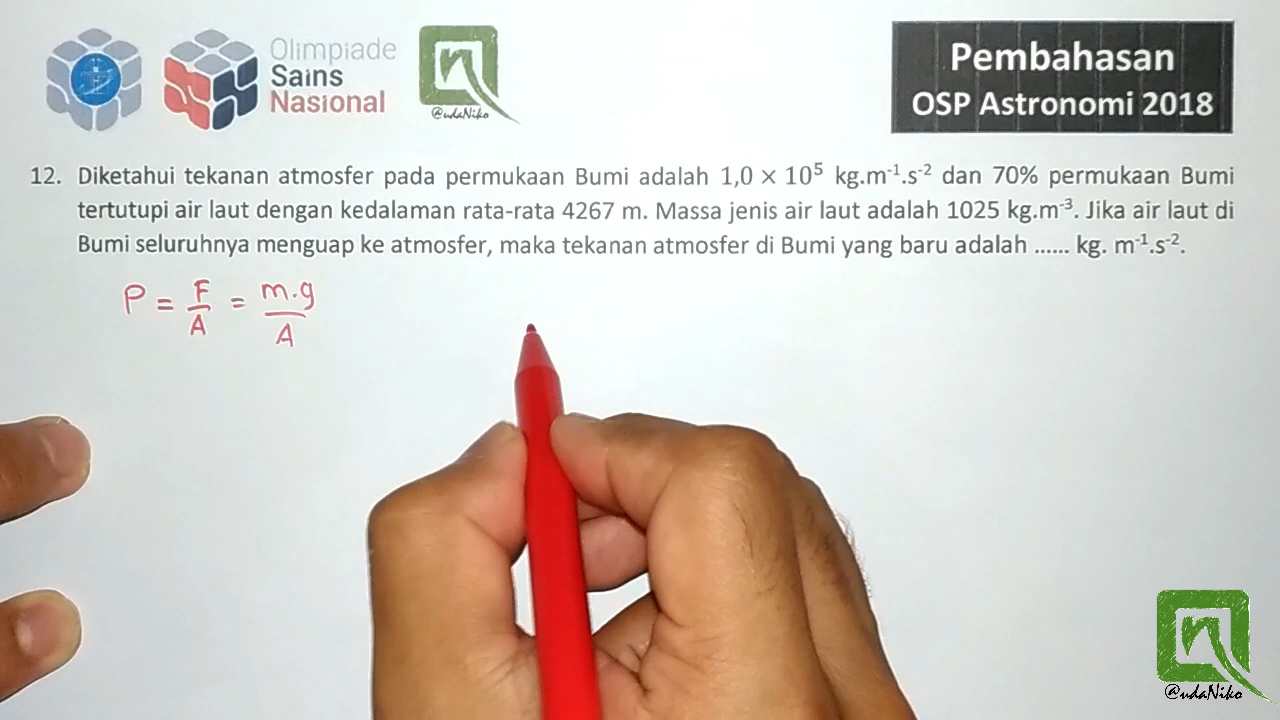 Olimpiade
Sains
Nasional
@udaNiko
Pembahasan
OSP Astronomi 2018
12. Diketahui tekanan atmosfer pada permukaan Bumi adalah 1,0 × 10⁵ kg.m⁻¹.s⁻² dan 70% permukaan Bumi
tertutupi air laut dengan kedalaman rata-rata 4267 m. Massa jenis air laut adalah 1025 kg.m⁻³. Jika air laut di
Bumi seluruhnya menguap ke atmosfer, maka tekanan atmosfer di Bumi yang baru adalah ...... kg. m⁻¹.s⁻².
P = F/A = m.g/A
@udaNiko